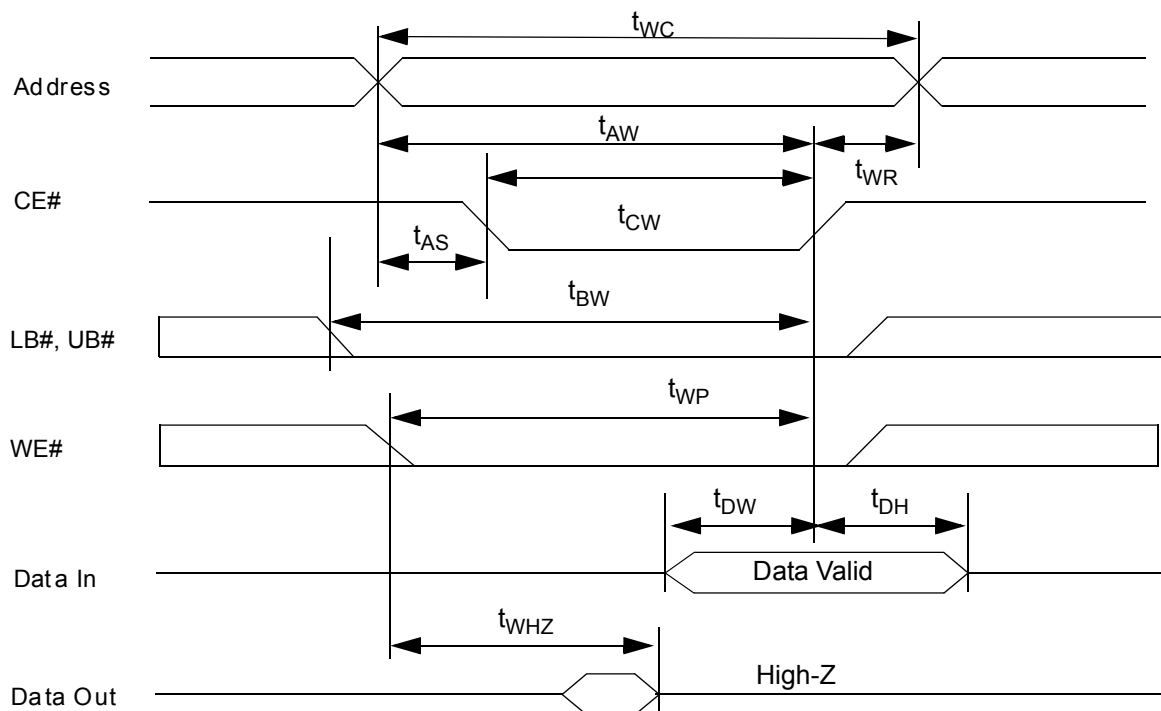 tWC
Address
tAW
tWR
CE#
tCW
tAS
tBW
LB#, UB#
tWP
WE#
tDW
tDH
Data In
Data Valid
tWHZ
High-Z
Data Out